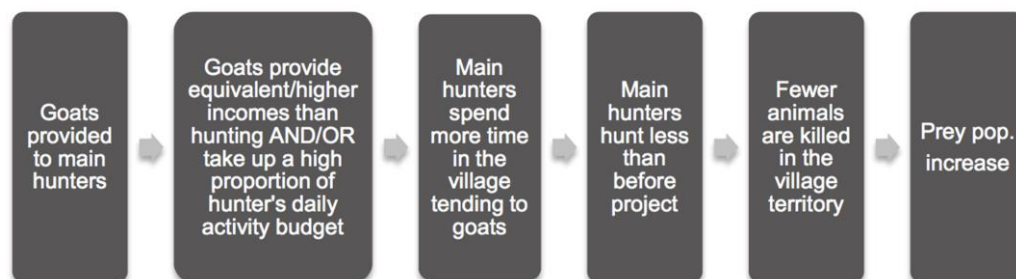 Goats
provided
to main
hunters
Goats provide
equivalent/higher
incomes than
hunting AND/OR
take up a high
proportion of
hunter's daily
activity budget
Main
hunters
spend
more time
in the
village
tending to
goats
Main
hunters
hunt less
than
before
project
Fewer
animals
are killed
in the
village
territory
Prey pop.
increase